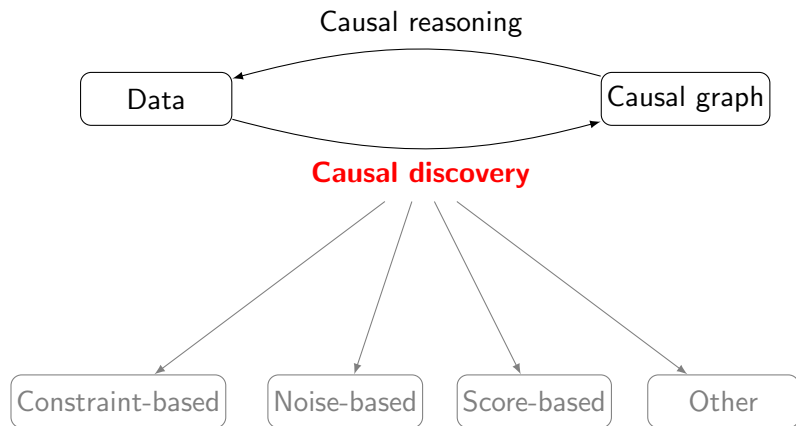 Causal reasoning
Data
Causal graph
Causal discovery
Constraint-based
Noise-based
Score-based
Other